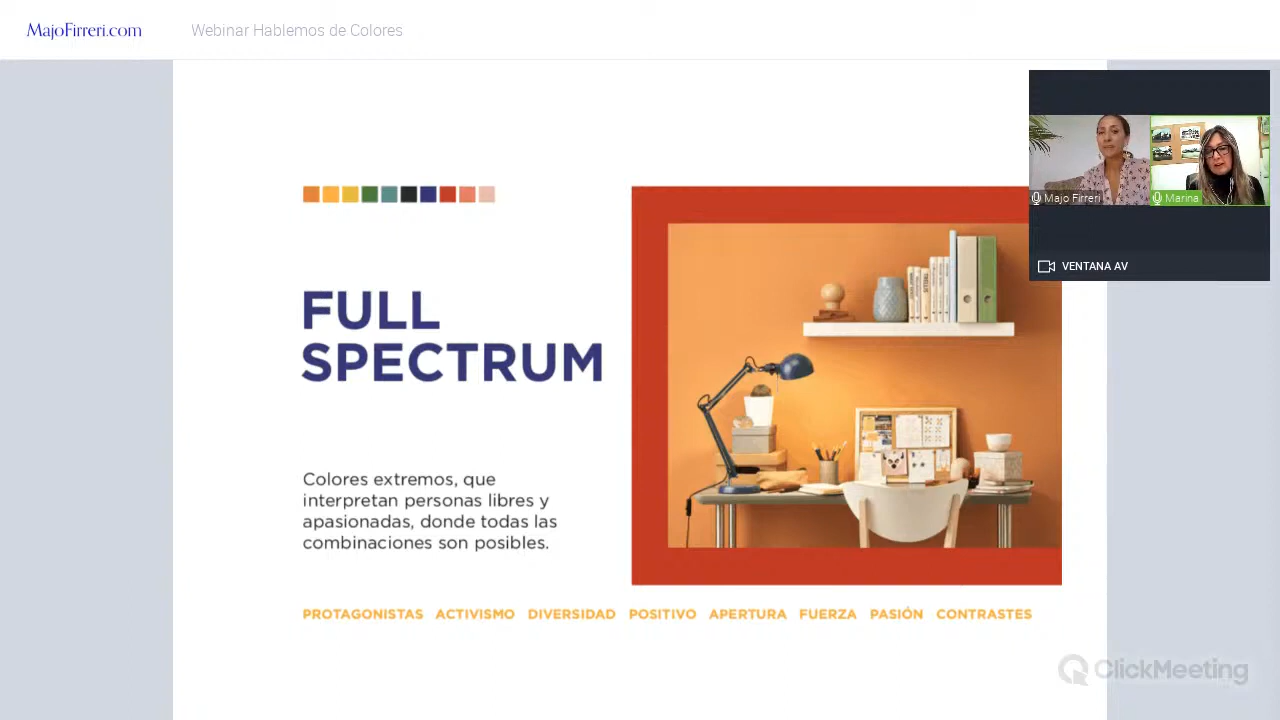 MajoFirreri.com
Webinar Hablemos de Colores
Majo Firreri
Marina
VENTANA AV
FULL
SPECTRUM
Colores extremos, que
interpretan personas libres y
apasionadas, donde todas las
combinaciones son posibles.
PROTAGONISTAS ACTIVISMO DIVERSIDAD POSITIVO APERTURA FUERZA PASIÓN CONTRASTES
ClickMeeting